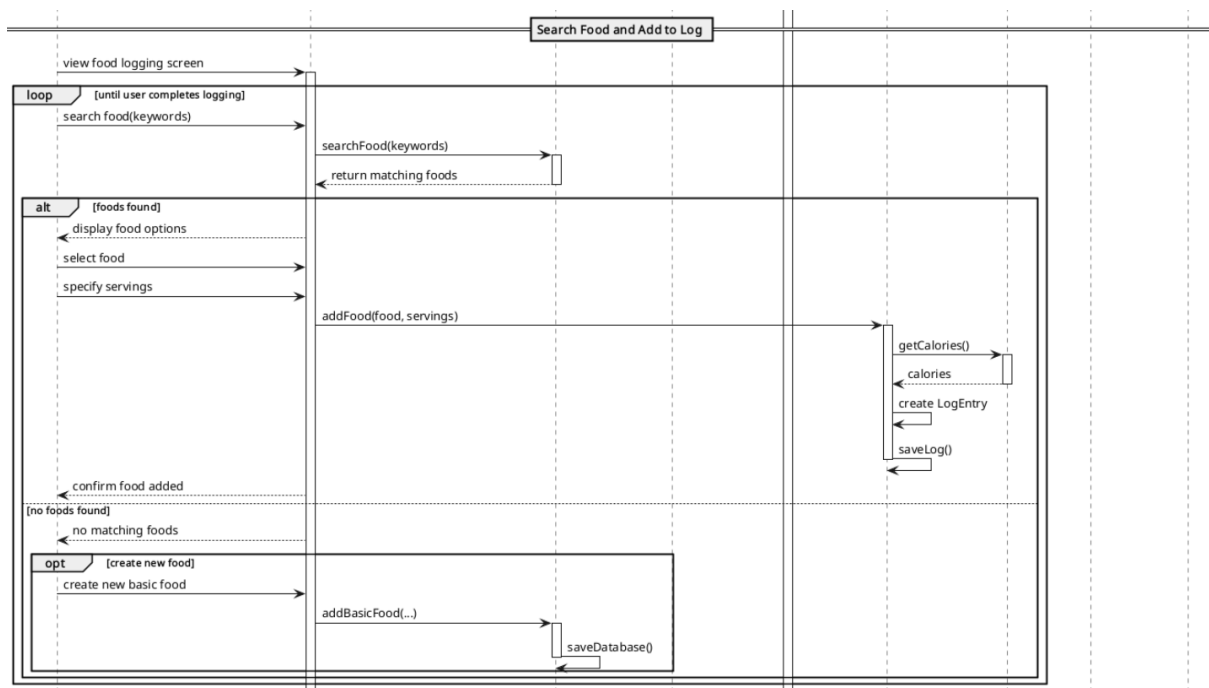 Search Food and Add to Log
view food logging screen
loop [until user completes logging]
search food(keywords)
searchFood(keywords)
return matching foods
alt [foods found]
display food options
select food
specify servings
addFood(food, servings)
getCalories()
calories
create LogEntry
saveLog()
confirm food added
[no foods found]
no matching foods
opt [create new food]
create new basic food
addBasicFood(...)
saveDatabase()